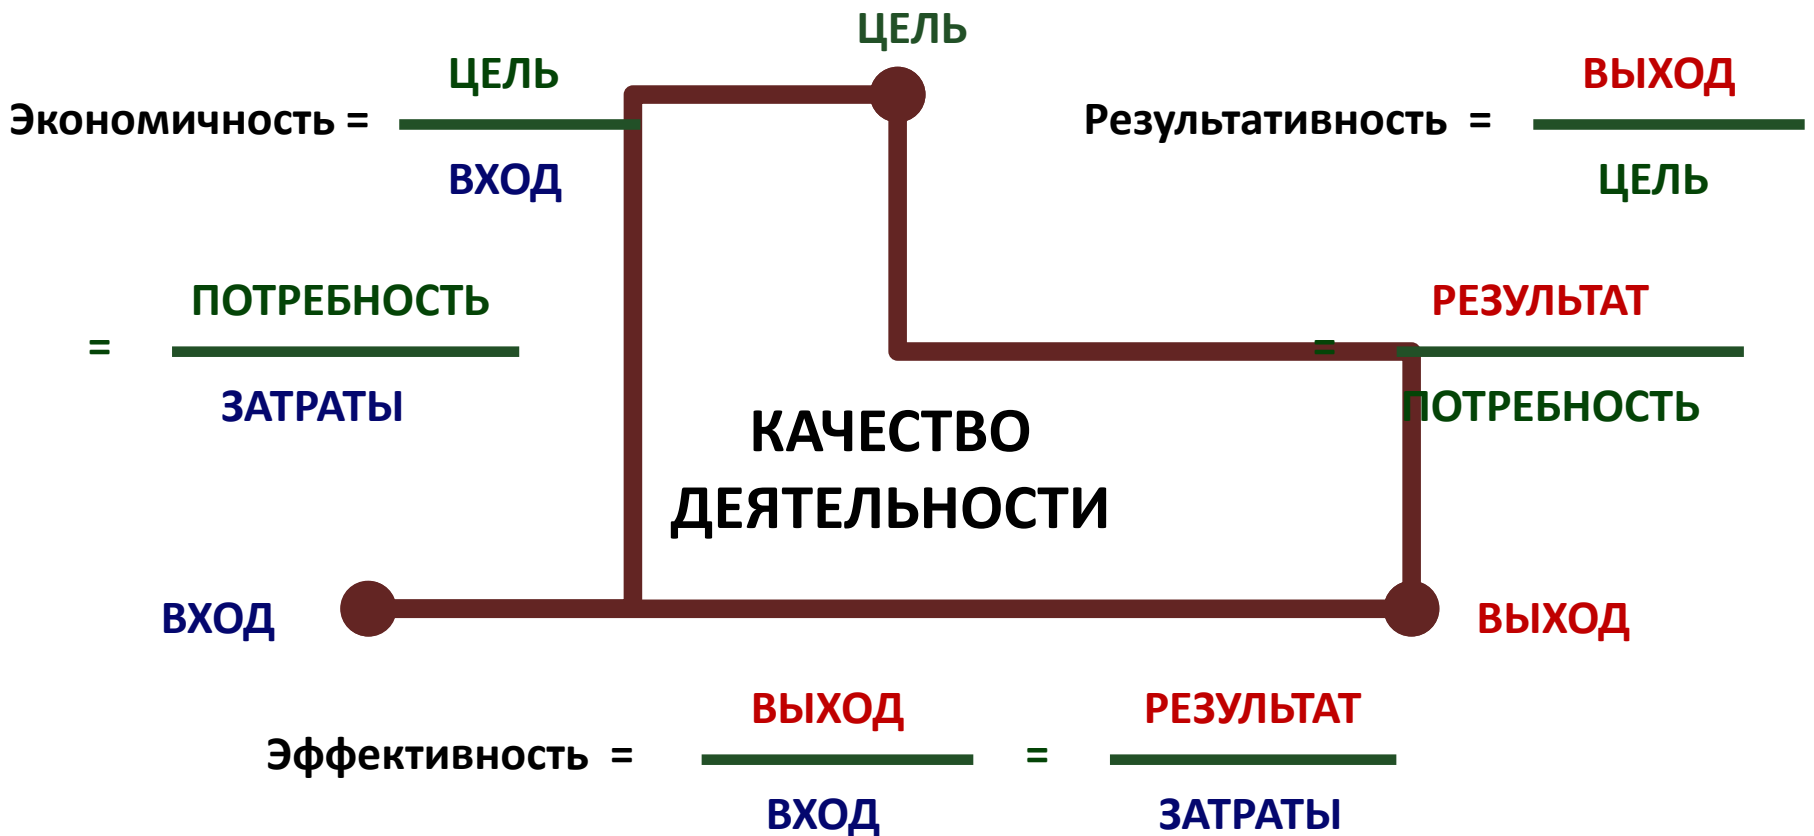 ЦЕЛЬ
ЦЕЛЬ
Экономичность =
ВХОД
ВЫХОД
Результативность =
ЦЕЛЬ
ПОТРЕБНОСТЬ
=
ЗАТРАТЫ
РЕЗУЛЬТАТ
=
ПОТРЕБНОСТЬ
КАЧЕСТВО
ДЕЯТЕЛЬНОСТИ
ВХОД
ВЫХОД
ВЫХОД
Эффективность =
ВХОД
РЕЗУЛЬТАТ
=
ЗАТРАТЫ